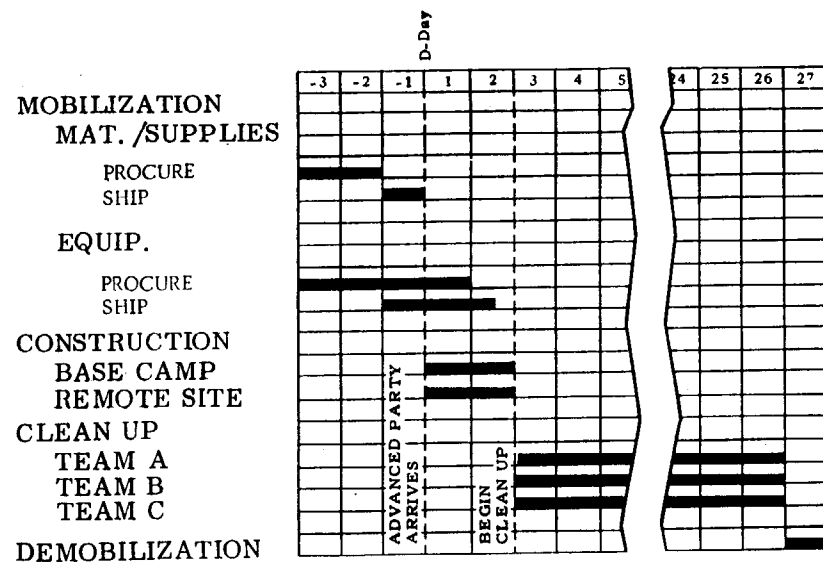 D-Day
-3 -2 -1 1 2 3 4 5 24 25 26 27
MOBILIZATION
MAT./SUPPLIES
PROCURE
SHIP
EQUIP.
PROCURE
SHIP
CONSTRUCTION
BASE CAMP
REMOTE SITE
CLEAN UP
TEAM A
TEAM B
TEAM C
DEMOBILIZATION
ADVANCED PARTY
ARRIVES
BEGIN
CLEAN UP